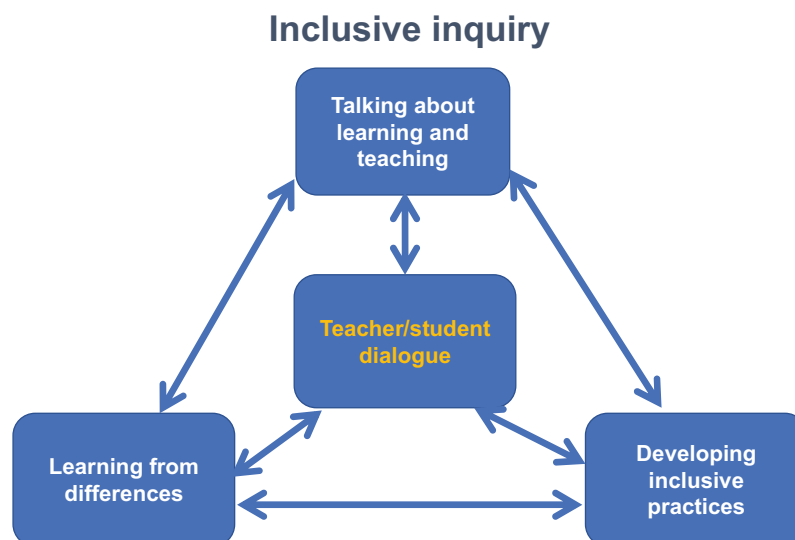 Inclusive inquiry
Talking about
learning and
teaching
Teacher/student
dialogue
Learning from
differences
Developing
inclusive
practices